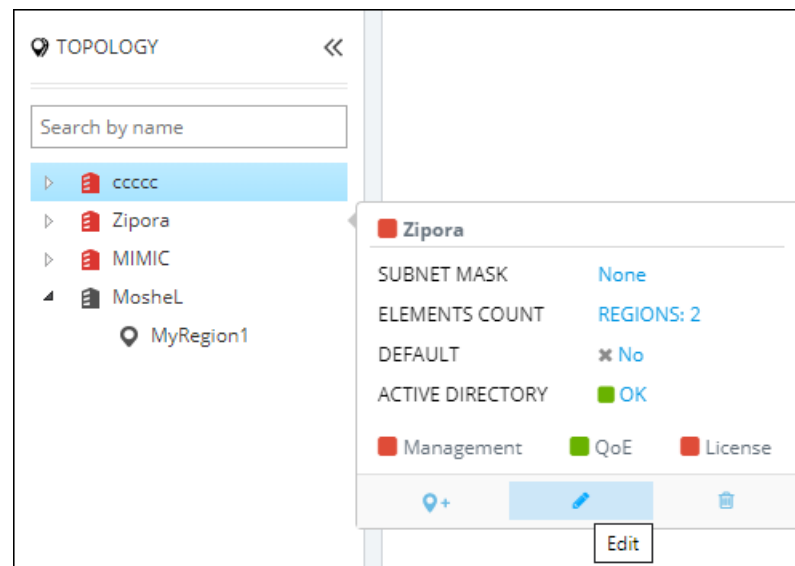 TOPOLOGY
Search by name
ccccc
Zipora
MIMIC
MosheL
MyRegion1
Zipora
SUBNET MASK None
ELEMENTS COUNT REGIONS: 2
DEFAULT No
ACTIVE DIRECTORY OK
Management QoE License
Edit